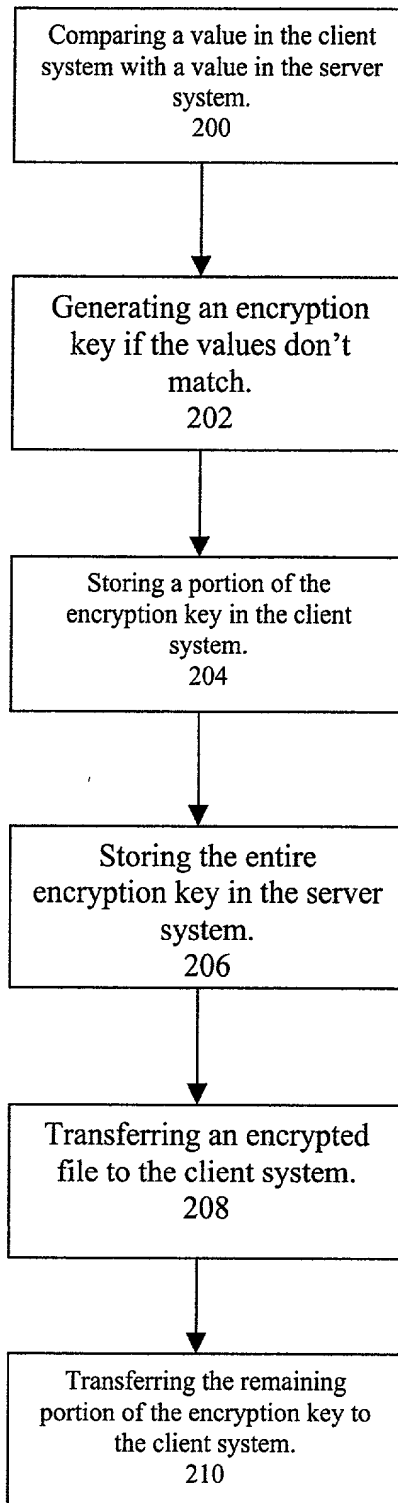 Comparing a value in the client
system with a value in the server
system.
200
Generating an encryption
key if the values don't
match.
202
Storing a portion of the
encryption key in the client
system.
204
Storing the entire
encryption key in the server
system.
206
Transferring an encrypted
file to the client system.
208
Transferring the remaining
portion of the encryption key to
the client system.
210